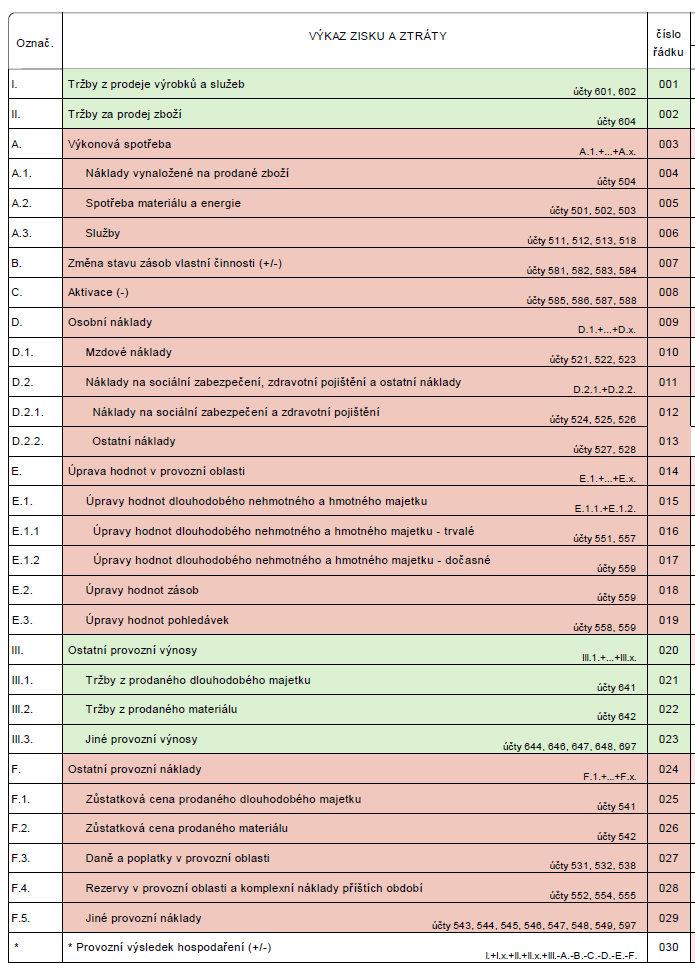 Označ. VÝKAZ ZISKU A ZTRÁTY číslo řádku
I. Tržby z prodeje výrobků a služeb účty 601, 602 001
II. Tržby za prodej zboží účty 604 002
A. Výkonová spotřeba A.1.+...+A.x. 003
A.1. Náklady vynaložené na prodané zboží účty 504 004
A.2. Spotřeba materiálu a energie účty 501, 502, 503 005
A.3. Služby účty 511, 512, 513, 518 006
B. Změna stavu zásob vlastní činnosti (+/-) účty 581, 582, 583, 584 007
C. Aktivace (-) účty 585, 586, 587, 588 008
D. Osobní náklady D.1.+...+D.x. 009
D.1. Mzdové náklady účty 521, 522, 523 010
D.2. Náklady na sociální zabezpečení, zdravotní pojištění a ostatní náklady D.2.1.+D.2.2. 011
D.2.1. Náklady na sociální zabezpečení a zdravotní pojištění účty 524, 525, 526 012
D.2.2. Ostatní náklady účty 527, 528 013
E. Úprava hodnot v provozní oblasti E.1.+...+E.x. 014
E.1. Úpravy hodnot dlouhodobého nehmotného a hmotného majetku E.1.1.+E.1.2. 015
E.1.1 Úpravy hodnot dlouhodobého nehmotného a hmotného majetku - trvalé účty 551, 557 016
E.1.2 Úpravy hodnot dlouhodobého nehmotného a hmotného majetku - dočasné účty 559 017
E.2. Úpravy hodnot zásob účty 559 018
E.3. Úpravy hodnot pohledávek účty 558, 559 019
III. Ostatní provozní výnosy III.1.+...+III.x. 020
III.1. Tržby z prodaného dlouhodobého majetku účty 641 021
III.2. Tržby z prodaného materiálu účty 642 022
III.3. Jiné provozní výnosy účty 644, 646, 647, 648, 697 023
F. Ostatní provozní náklady F.1.+...+F.x. 024
F.1. Zůstatková cena prodaného dlouhodobého majetku účty 541 025
F.2. Zůstatková cena prodaného materiálu účty 542 026
F.3. Daně a poplatky v provozní oblasti účty 531, 532, 538 027
F.4. Rezervy v provozní oblasti a komplexní náklady příštích období účty 552, 554, 555 028
F.5. Jiné provozní náklady účty 543, 544, 545, 546, 547, 548, 549, 597 029
* * Provozní výsledek hospodaření (+/-) I.+I.x.+II.+II.x.+III.-A.-B.-C.-D.-E.-F. 030